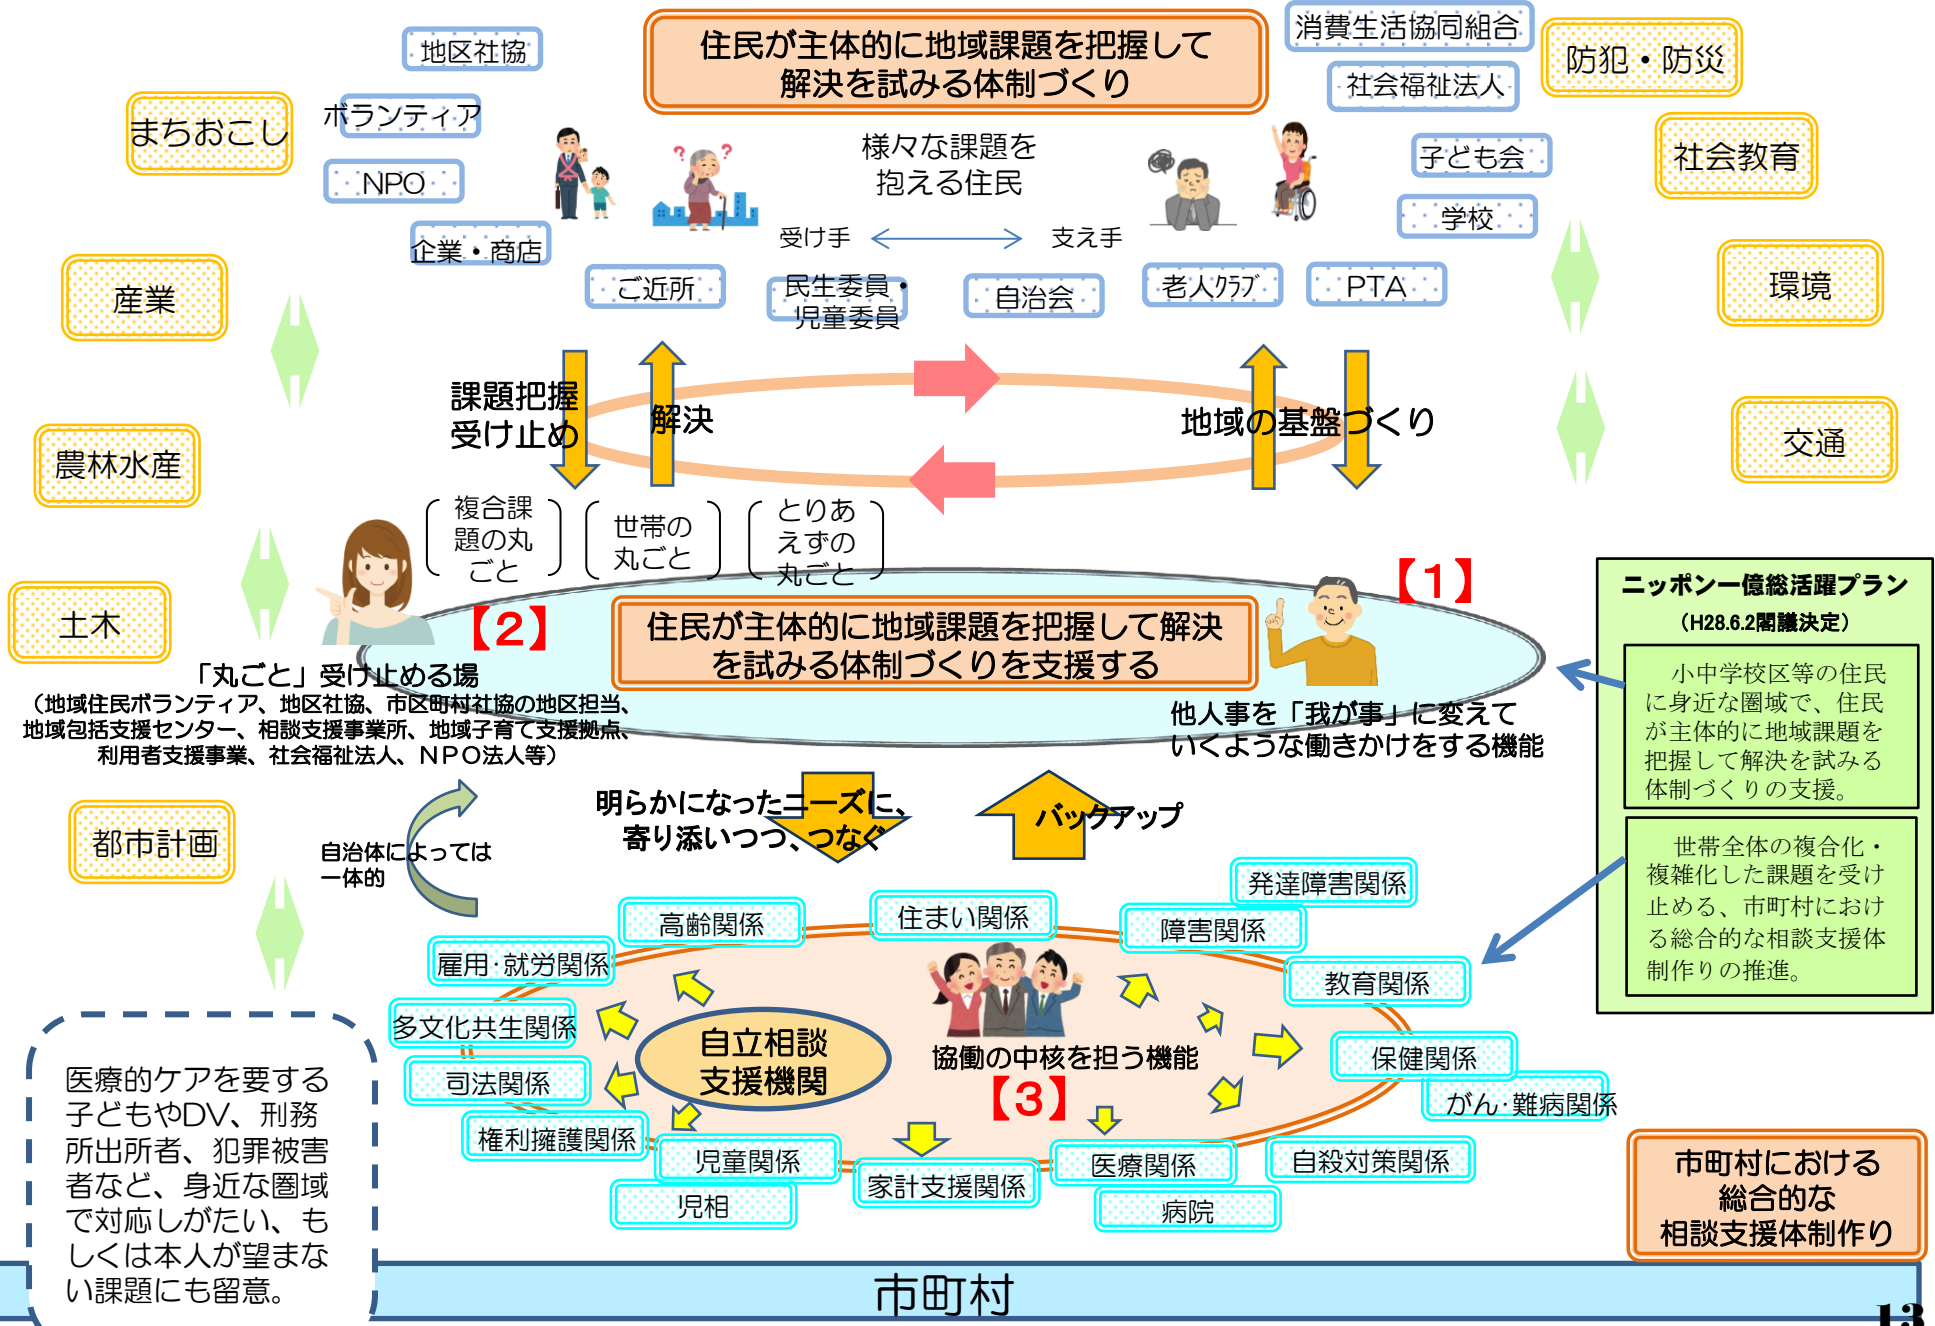 住民が主体的に地域課題を把握して
解決を試みる体制づくり
地区社協
ボランティア
NPO
企業・商店
まちおこし
産業
農林水産
土木
都市計画
消費生活協同組合
社会福祉法人
子ども会
学校
防犯・防災
社会教育
環境
交通
様々な課題を
抱える住民
?
?
受け手
支え手
ご近所
民生委員・
児童委員
自治会
老人クラブ
PTA
課題把握
受け止め
解決
地域の基盤づくり
複合課
題の丸
ごと
世帯の
丸ごと
とりあ
えずの
丸ごと
【1】
【2】
住民が主体的に地域課題を把握して解決
を試みる体制づくりを支援する
「丸ごと」受け止める場
(地域住民ボランティア、地区社協、市区町村社協の地区担当、
地域包括支援センター、相談支援事業所、地域子育て支援拠点、
利用者支援事業、社会福祉法人、NPO法人等)
他人事を「我が事」に変えて
いくような働きかけをする機能
ニッポン一億総活躍プラン
(H28.6.2閣議決定)
小中学校区等の住民
に身近な圏域で、住民
が主体的に地域課題を
把握して解決を試みる
体制づくりの支援。
世帯全体の複合化・
複雑化した課題を受け
止める、市町村におけ
る総合的な相談支援体
制作りの推進。
明らかになったニーズに、
寄り添いつつ、つなぐ
バックアップ
自治体によっては
一体的
高齢関係
住まい関係
発達障害関係
障害関係
雇用・就労関係
教育関係
多文化共生関係
自立相談
支援機関
協働の中核を担う機能
【3】
保健関係
がん・難病関係
司法関係
権利擁護関係
児童関係
児相
家計支援関係
医療関係
病院
自殺対策関係
医療的ケアを要する
子どもやDV、刑務
所出所者、犯罪被害
者など、身近な圏域
で対応しがたい、も
しくは本人が望まな
い課題にも留意。
市町村における
総合的な
相談支援体制作り
市町村
13